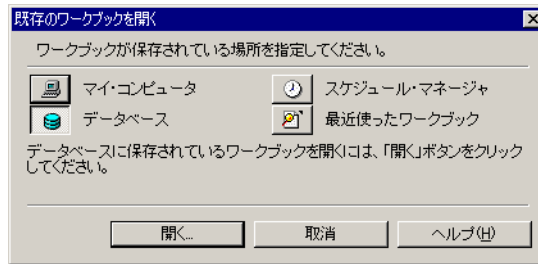 既存のワークブックを開く
ワークブックが保存されている場所を指定してください。
マイ・コンピュータ
スケジュール・マネージャ
データベース
最近使ったワークブック
データベースに保存されているワークブックを開くには、「開く」ボタンをクリック
してください。
開く...
取消
ヘルプ(H)